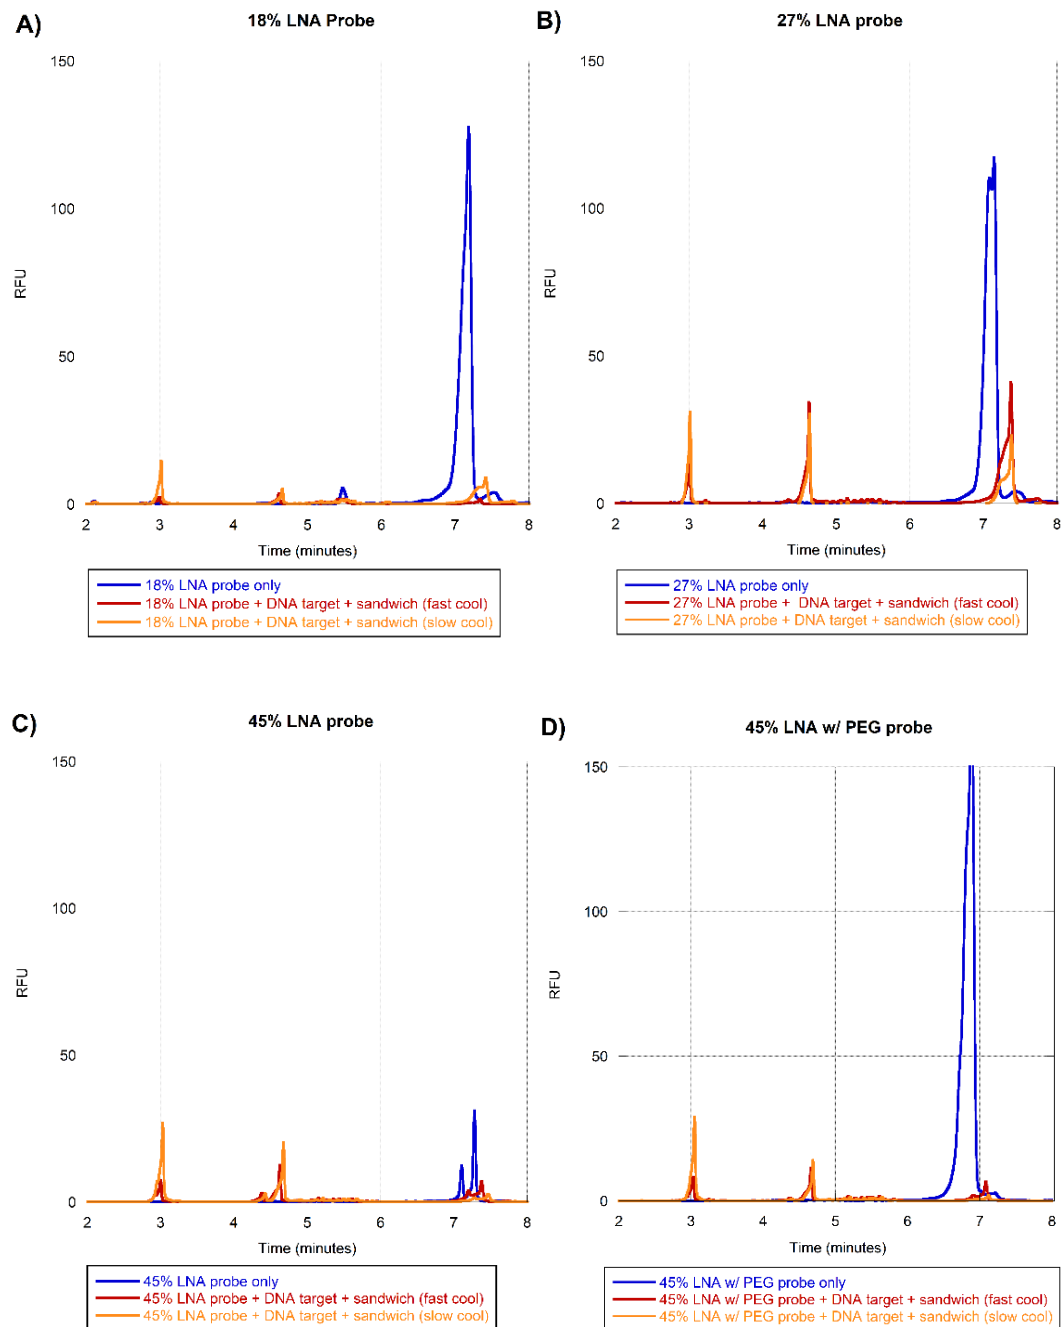 A)
18% LNA Probe
150
100
50
0
RFU
2 3 4 5 6 7 8
Time (minutes)
18% LNA probe only
18% LNA probe + DNA target + sandwich (fast cool)
18% LNA probe + DNA target + sandwich (slow cool)
B)
27% LNA probe
150
100
50
0
RFU
2 3 4 5 6 7 8
Time (minutes)
27% LNA probe only
27% LNA probe + DNA target + sandwich (fast cool)
27% LNA probe + DNA target + sandwich (slow cool)
C)
45% LNA probe
150
100
50
0
RFU
2 3 4 5 6 7 8
Time (minutes)
45% LNA probe only
45% LNA probe + DNA target + sandwich (fast cool)
45% LNA probe + DNA target + sandwich (slow cool)
D)
45% LNA w/ PEG probe
150
100
50
0
RFU
2 3 4 5 6 7 8
Time (minutes)
45% LNA w/ PEG probe only
45% LNA w/ PEG probe + DNA target + sandwich (fast cool)
45% LNA w/ PEG probe + DNA target + sandwich (slow cool)